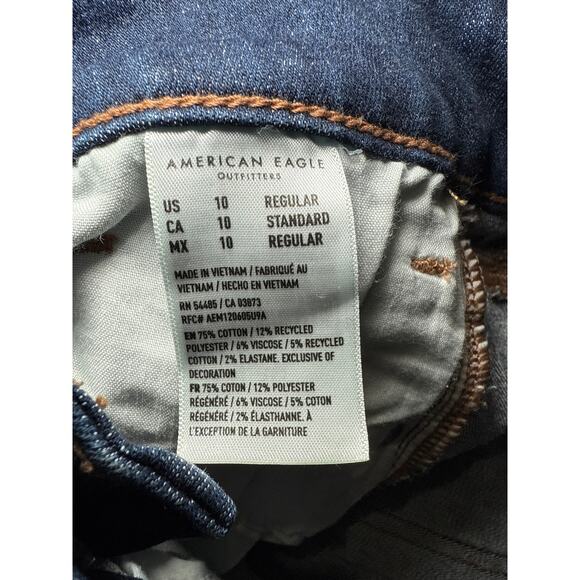 AMERICAN EAGLE
OUTFITTERS
US 10 REGULAR
CA 10 STANDARD
MX 10 REGULAR
MADE IN VIETNAM / FABRIQUÉ AU
VIETNAM / HECHO EN VIETNAM
RN 54485 / CA 03873
RFC# AEM120605U9A
EN 75% COTTON / 12% RECYCLED
POLYESTER / 6% VISCOSE / 5% RECYCLED
COTTON / 2% ELASTANE. EXCLUSIVE OF
DECORATION
FR 75% COTON / 12% POLYESTER
RÉGÉNÉRÉ / 6% VISCOSE / 5% COTON
RÉGÉNÉRÉ / 2% ÉLASTHANNE. À
L'EXCEPTION DE LA GARNITURE